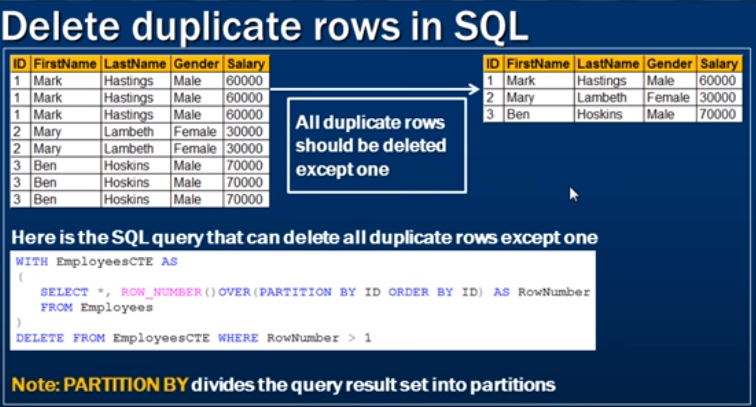 Delete duplicate rows in SQL
ID FirstName LastName Gender Salary
1 Mark Hastings Male 60000
1 Mark Hastings Male 60000
1 Mark Hastings Male 60000
2 Mary Lambeth Female 30000
2 Mary Lambeth Female 30000
3 Ben Hoskins Male 70000
3 Ben Hoskins Male 70000
3 Ben Hoskins Male 70000
All duplicate rows
should be deleted
except one
ID FirstName LastName Gender Salary
1 Mark Hastings Male 60000
2 Mary Lambeth Female 30000
3 Ben Hoskins Male 70000
Here is the SQL query that can delete all duplicate rows except one
WITH EmployeesCTE AS
(
SELECT *, ROW_NUMBER()OVER(PARTITION BY ID ORDER BY ID) AS RowNumber
FROM Employees
)
DELETE FROM EmployeesCTE WHERE RowNumber > 1
Note: PARTITION BY divides the query result set into partitions